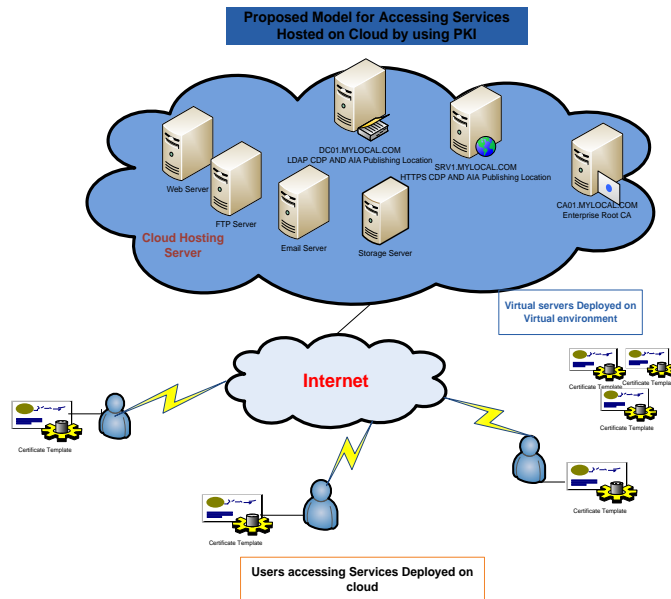 Proposed Model for Accessing Services
Hosted on Cloud by using PKI
DC01.MYLOCAL.COM
LDAP CDP AND AIA Publishing Location
SRV1.MYLOCAL.COM
HTTPS CDP AND AIA Publishing Location
CA01.MYLOCAL.COM
Enterprise Root CA
Web Server
FTP Server
Email Server
Storage Server
Cloud Hosting
Server
Virtual servers Deployed on
Virtual environment
Internet
Certificate Template
Certificate Template
Certificate Template
Certificate Template
Certificate Template
Certificate Template
Users accessing Services Deployed on
cloud